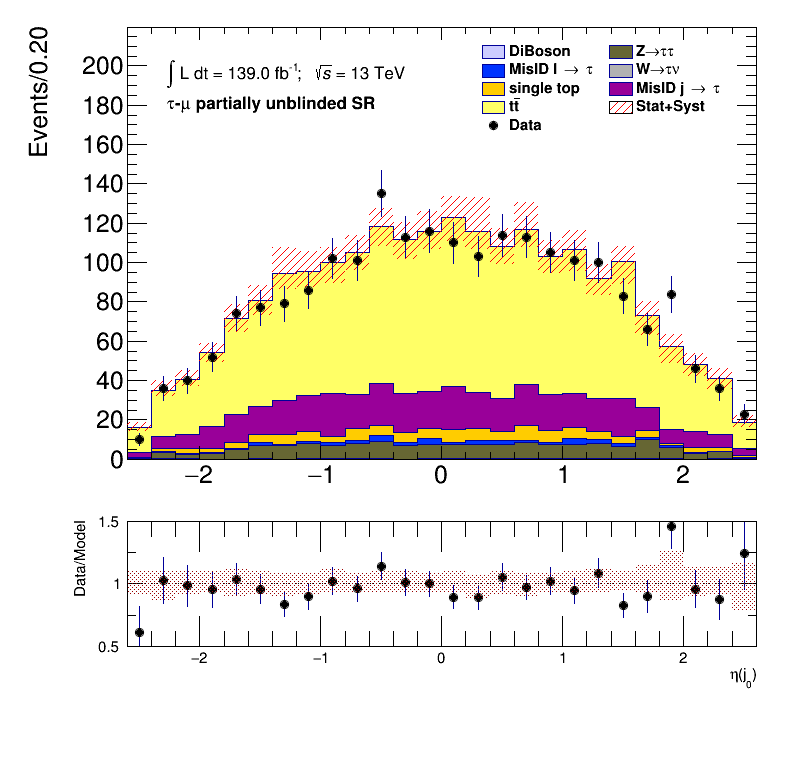 Events/0.20
∫ L dt = 139.0 fb⁻¹; √s = 13 TeV
τ-μ partially unblinded SR
DiBoson
MisID l → τ
single top
tt̄
Data
Z→ττ
W→τν
MisID j → τ
Stat+Syst
200
180
160
140
120
100
80
60
40
20
0
−2 −1 0 1 2
Data/Model
1.5
1
0.5
−2 −1 0 1 2
η(j₀)